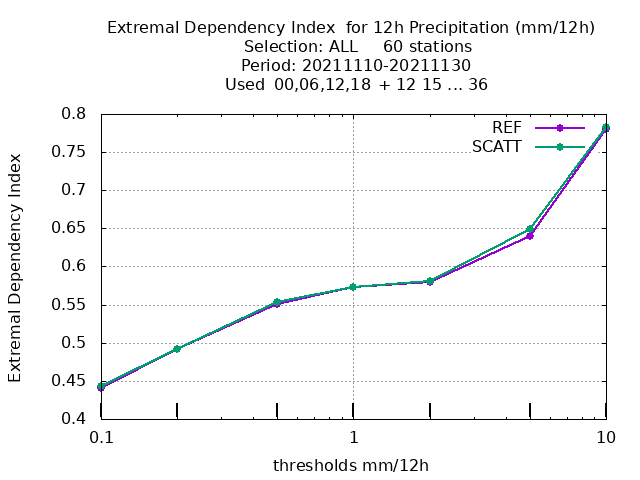 Extremal Dependency Index  for 12h Precipitation (mm/12h)
Selection: ALL     60 stations
Period: 20211110-20211130
Used  00,06,12,18  + 12 15 ... 36
REF
SCATT
0.8
0.75
0.7
0.65
0.6
0.55
0.5
0.45
0.4
Extremal Dependency Index
0.1
1
10
thresholds mm/12h